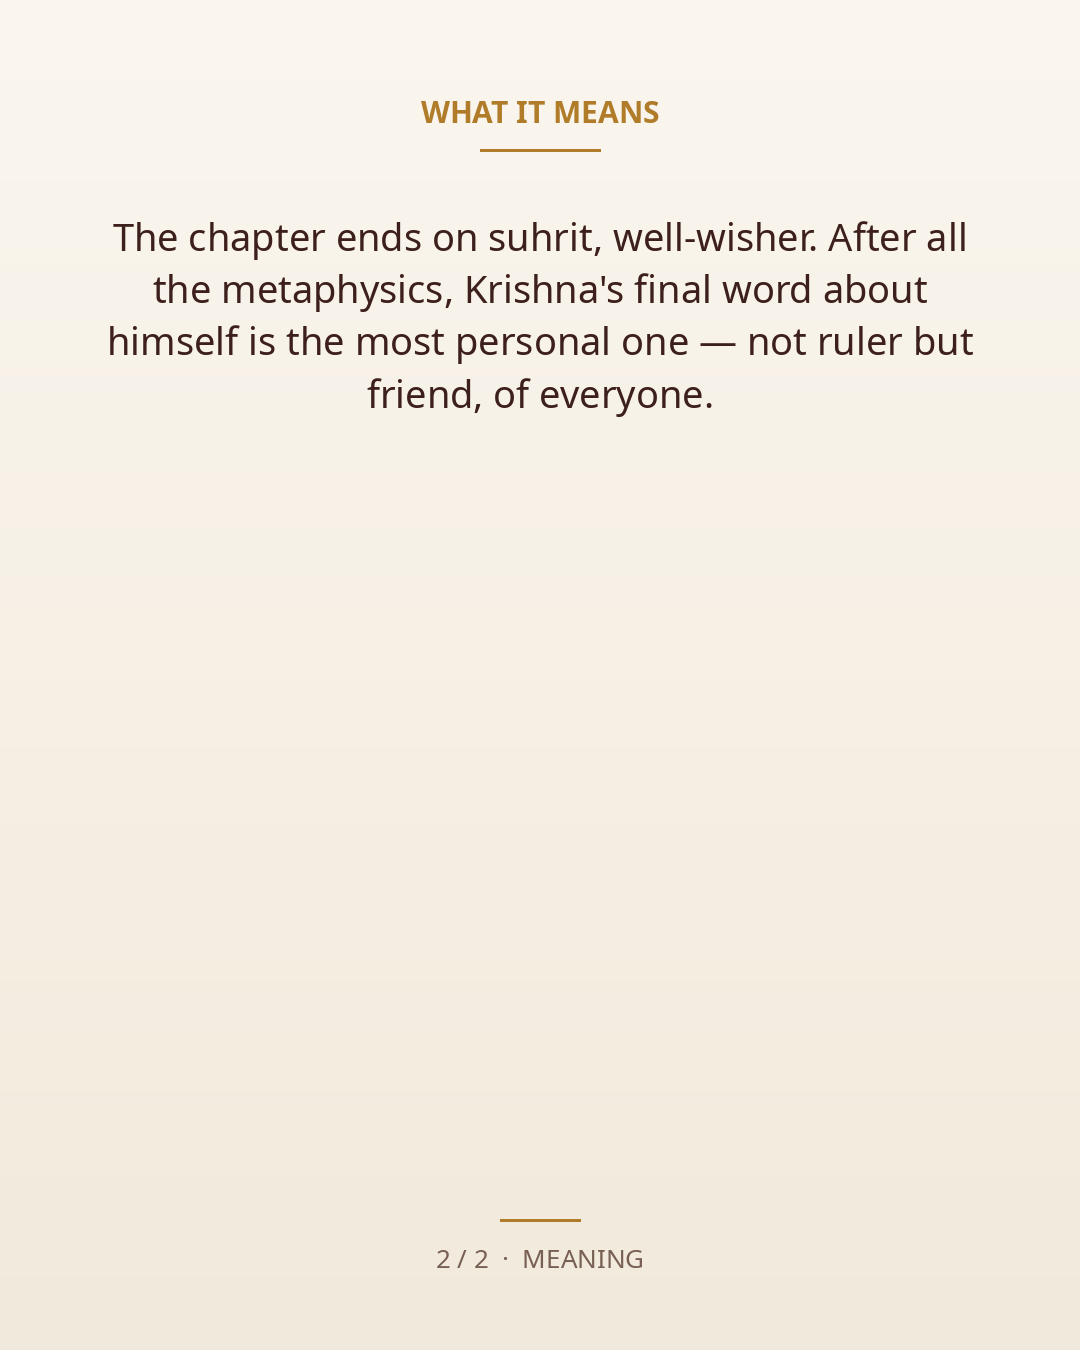 WHAT IT MEANS
The chapter ends on suhrit, well-wisher. After all
the metaphysics, Krishna's final word about
himself is the most personal one — not ruler but
friend, of everyone.
2 / 2 · MEANING